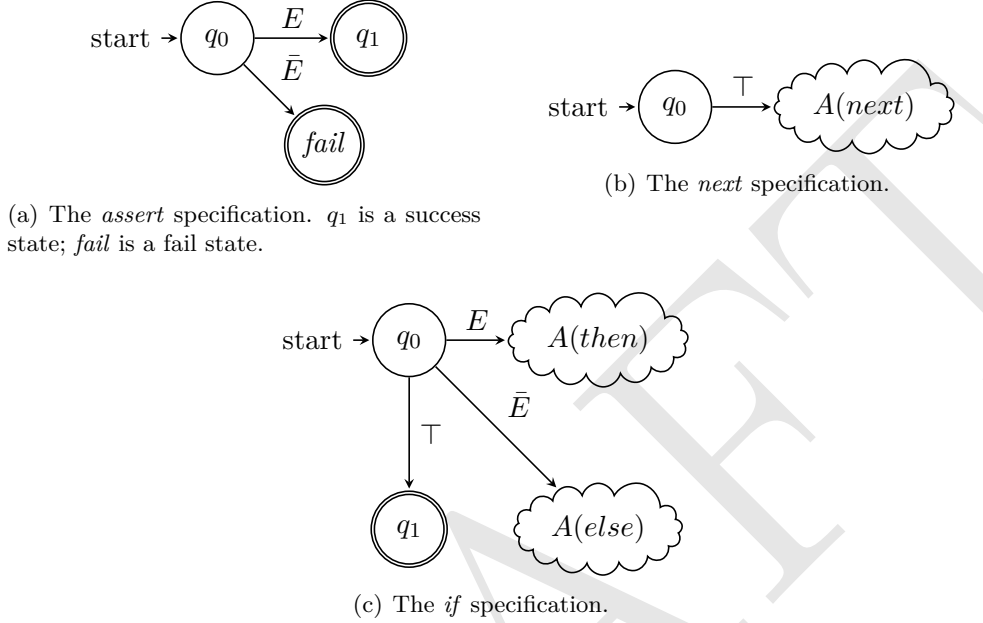 start q₀ E q₁
Ē
fail
(a) The assert specification. q₁ is a success
state; fail is a fail state.
start q₀ ⊤ A(next)
(b) The next specification.
start q₀ E A(then)
Ē
⊤
q₁ A(else)
(c) The if specification.